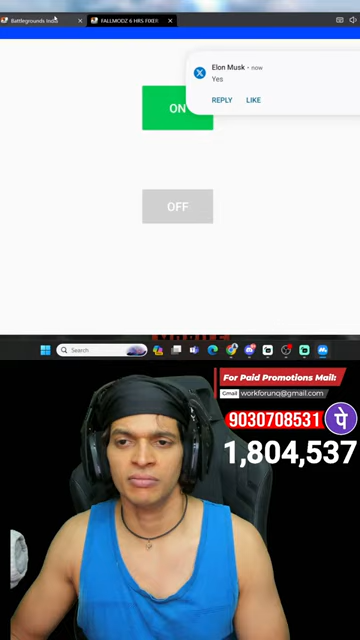 Battlegrounds India
FALLMODZ 6 HRS FIXER
Elon Musk • now
Yes
REPLY LIKE
ON
OFF
Search
For Paid Promotions Mail:
Gmail workforunq@gmail.com
9030708531 पे
1,804,537